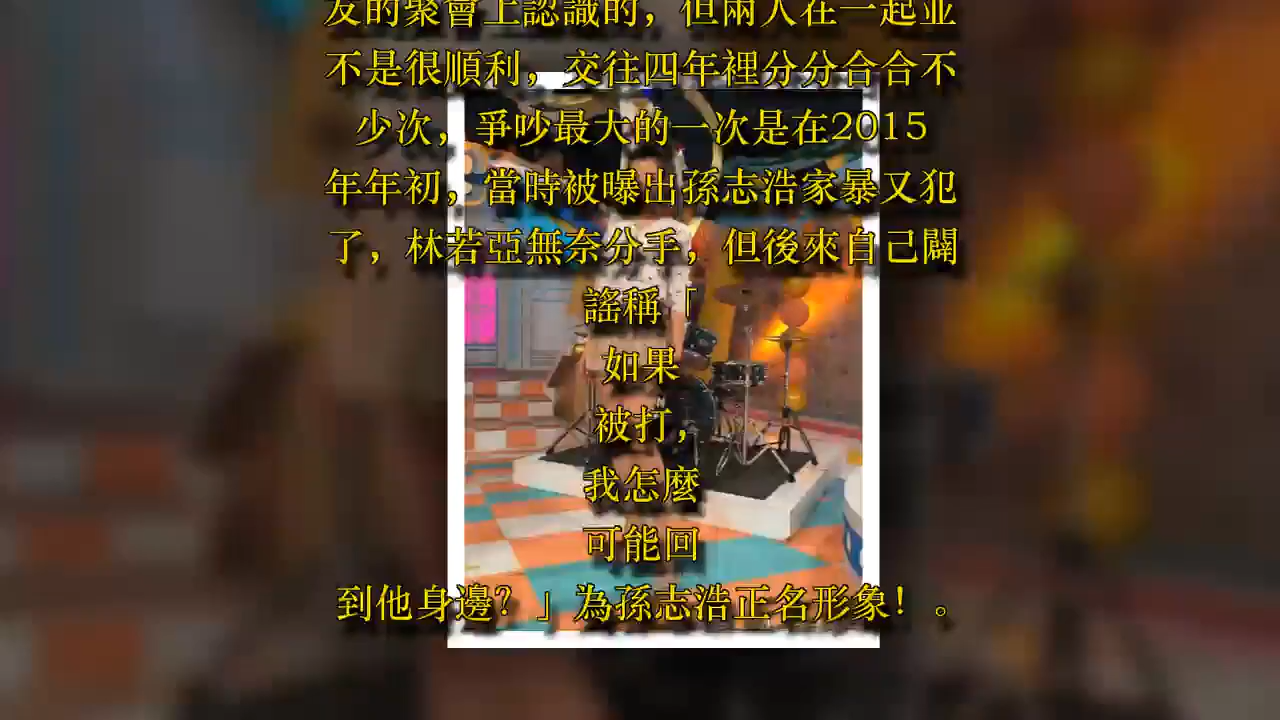 友的聚會上認識的，但兩人在一起並
不是很順利，交往四年裡分分合合不
少次，爭吵最大的一次是在2015
年年初，當時被曝出孫志浩家暴又犯
了，林若亞無奈分手，但後來自己闢
謠稱「
如果
被打，
我怎麼
可能回
到他身邊？」為孫志浩正名形象！。